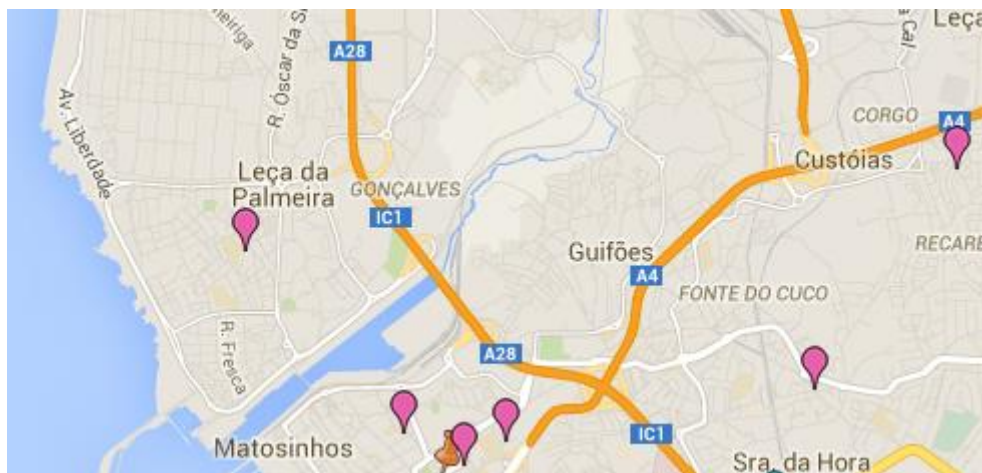 Leça
A28
R. Óscar da S
Av. Liberdade
CORGO
A4
Custóias
Leça da
Palmeira
GONÇALVES
IC1
Guifões
RECARE
A4
FONTE DO CUCO
R. Fresca
A28
IC1
Matosinhos
Sra. da Hora